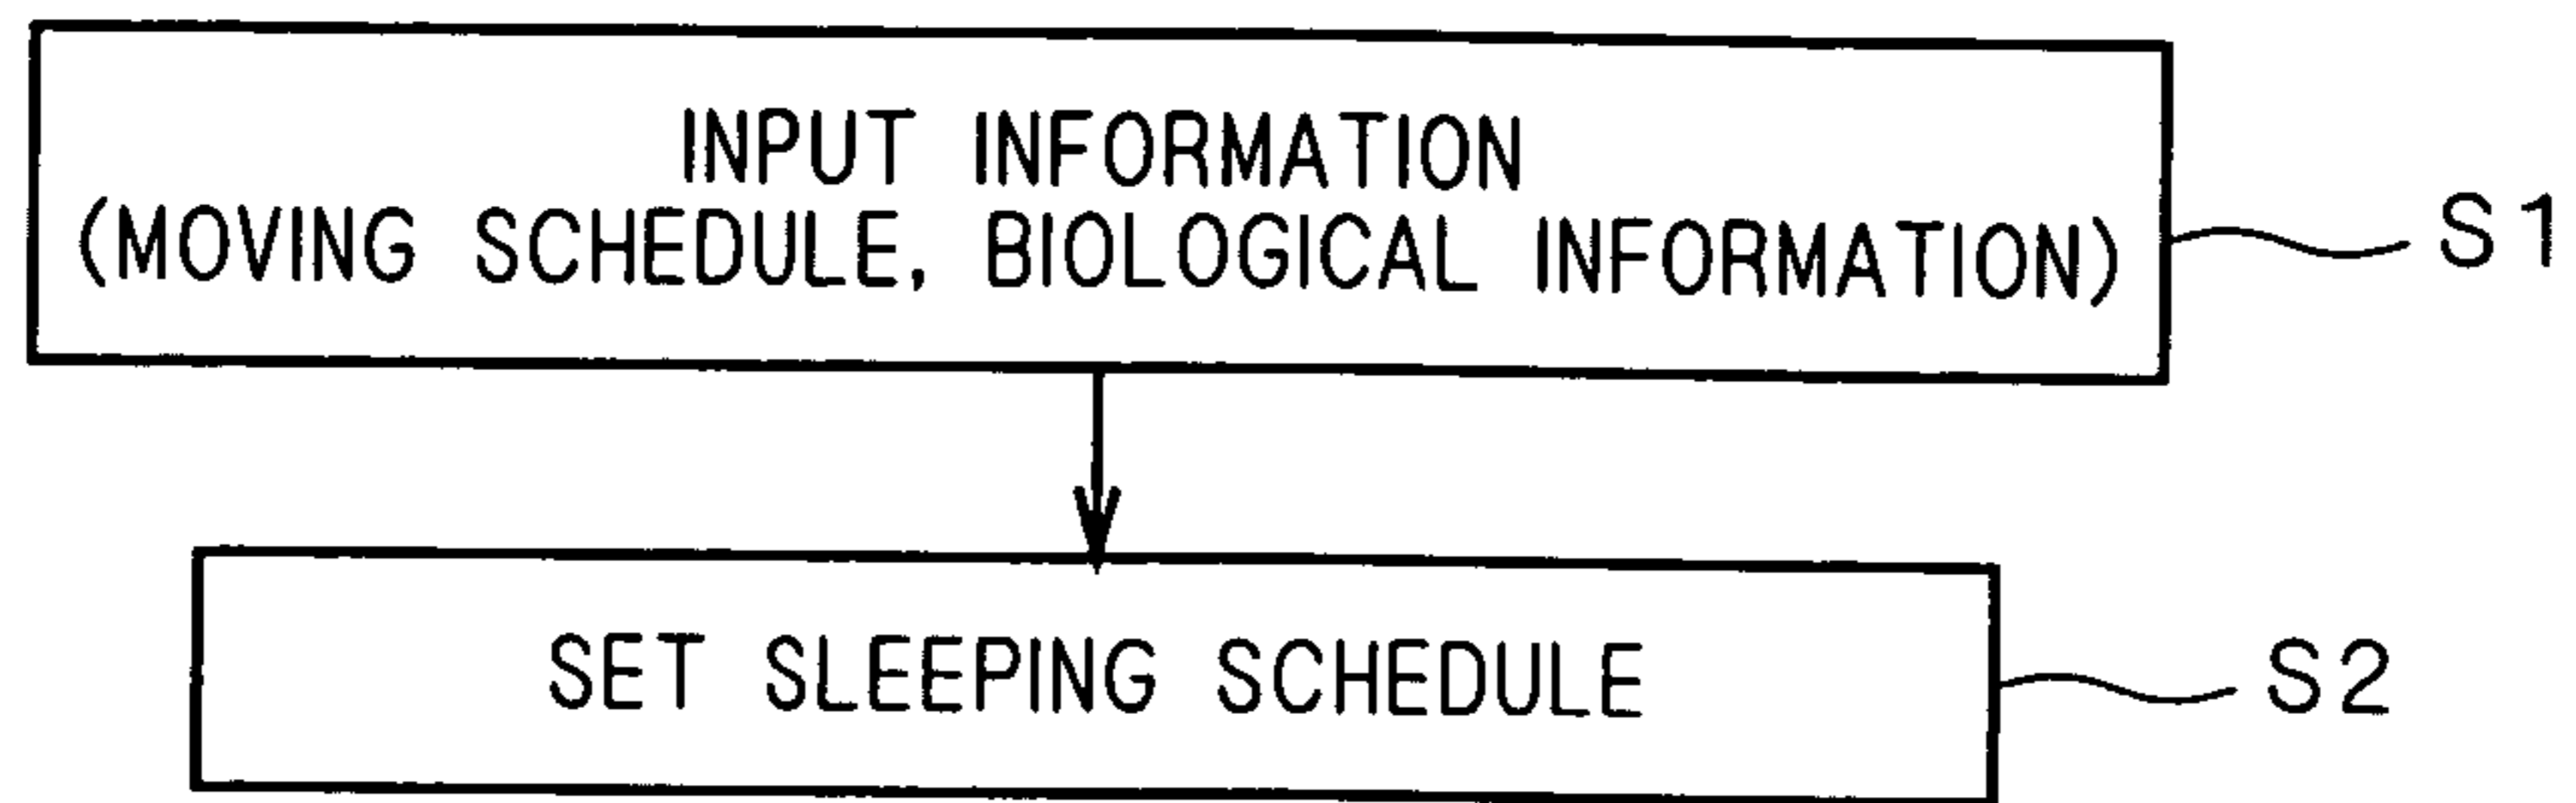 INPUT INFORMATION
(MOVING SCHEDULE, BIOLOGICAL INFORMATION)
S1
SET SLEEPING SCHEDULE
S2